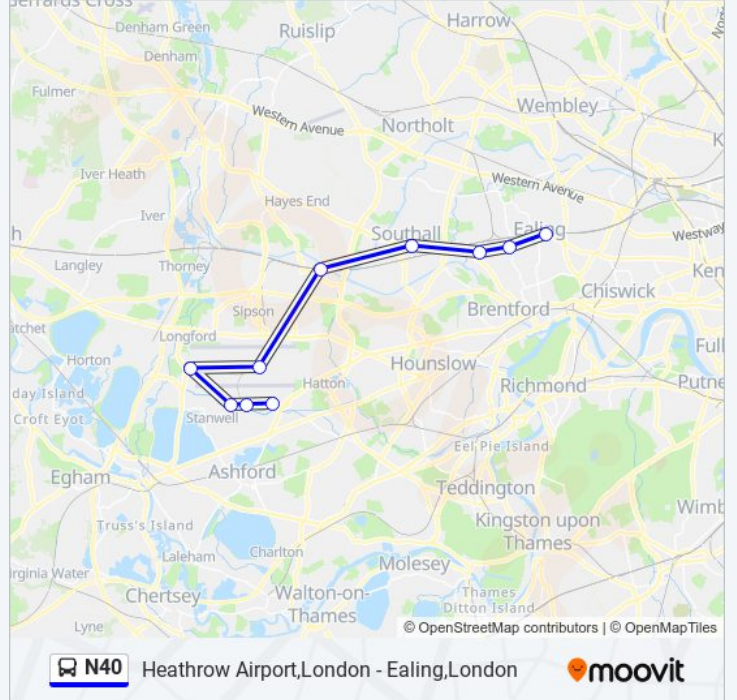 errards Cross
Denham Green
Ruislip
Harrow
Denham
Fulmer
Western Avenue
Wembley
Northolt
Iver Heath
Western Avenue
Hayes End
Iver
Southall
Ealing
Westway
Langley
Thorney
Ken
Chiswick
Sipson
Brentford
Longford
Full
Horton
Hounslow
Hatton
Richmond
Putne
day Island
Croft Eyot
Stanwell
Eel Pie Island
Egham
Ashford
Teddington
Wimb
Truss's Island
Kingston upon
Thames
Laleham
Charlton
Molesey
irginia Water
Chertsey
Walton-on-
Thames
Thames
Ditton Island
Lyne
© OpenStreetMap contributors | © OpenMapTiles
N40 Heathrow Airport,London - Ealing,London
moovit